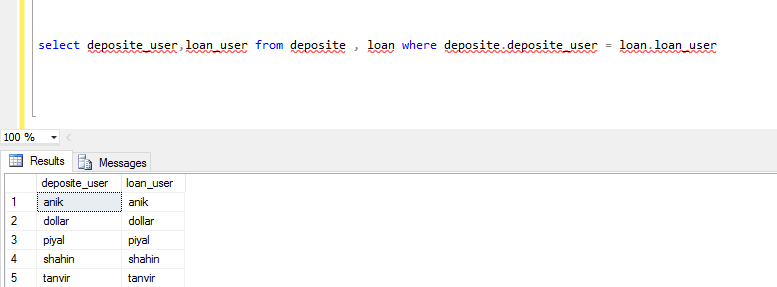 select deposite_user,loan_user from deposite , loan where deposite.deposite_user = loan.loan_user
100 %
Results Messages
deposite_user loan_user
1 anik anik
2 dollar dollar
3 piyal piyal
4 shahin shahin
5 tanvir tanvir